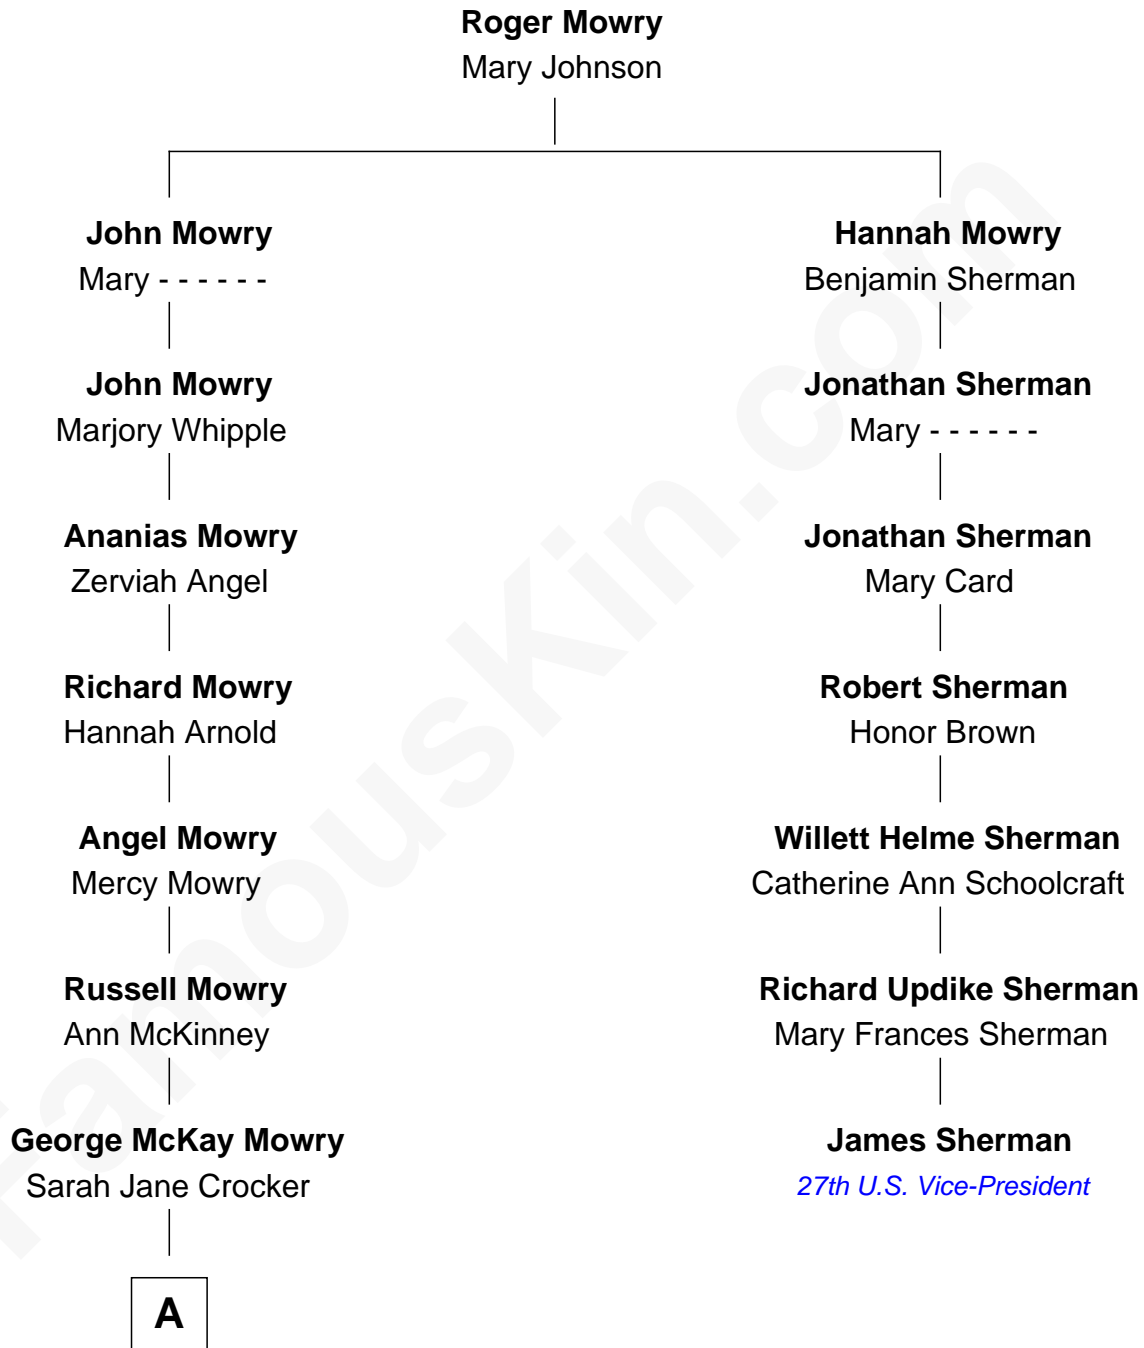 Roger Mowry
Mary Johnson
John Mowry
Mary - - - - - -
Hannah Mowry
Benjamin Sherman
John Mowry
Marjory Whipple
Jonathan Sherman
Mary - - - - - -
Ananias Mowry
Zerviah Angel
Jonathan Sherman
Mary Card
Richard Mowry
Hannah Arnold
Robert Sherman
Honor Brown
Angel Mowry
Mercy Mowry
Willett Helme Sherman
Catherine Ann Schoolcraft
Russell Mowry
Ann McKinney
Richard Updike Sherman
Mary Frances Sherman
George McKay Mowry
Sarah Jane Crocker
James Sherman
27th U.S. Vice-President
A
FamousKin.com